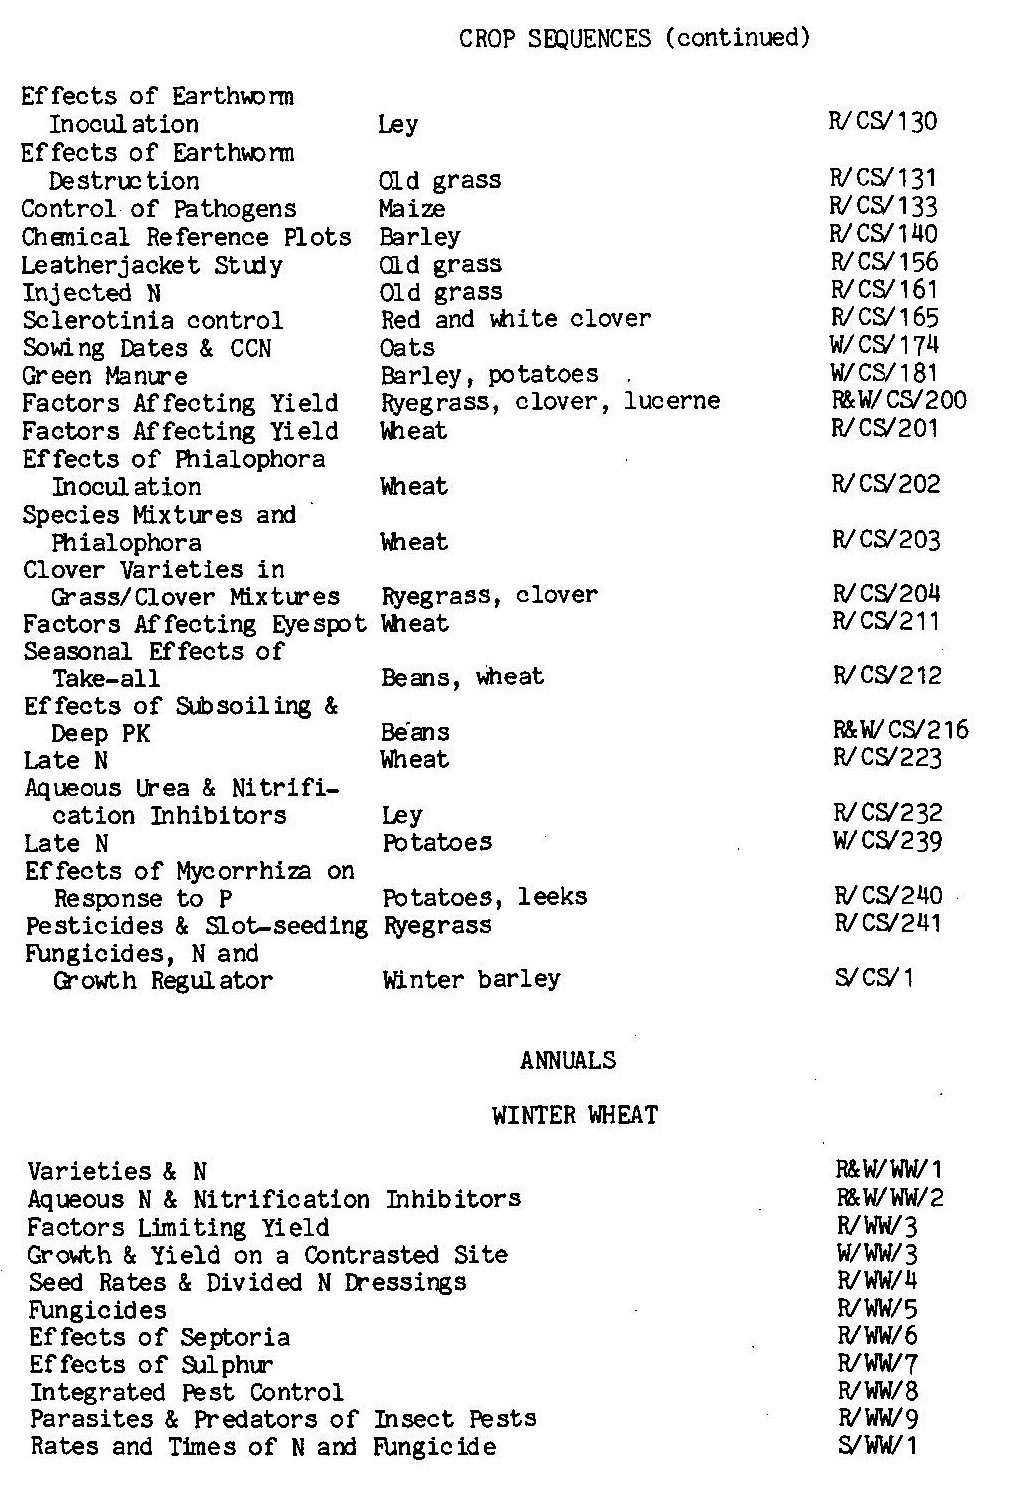 CROP SEQUENCES (continued)
Effects of Earthworm
Inoculation Ley R/CS/130
Effects of Earthworm
Destruction Old grass R/CS/131
Control of Pathogens Maize R/CS/133
Chemical Reference Plots Barley R/CS/140
Leatherjacket Study Old grass R/CS/156
Injected N Old grass R/CS/161
Sclerotinia control Red and white clover R/CS/165
Sowing Dates & CCN Oats W/CS/174
Green Manure Barley, potatoes W/CS/181
Factors Affecting Yield Ryegrass, clover, lucerne R&W/CS/200
Factors Affecting Yield Wheat R/CS/201
Effects of Phialophora
Inoculation Wheat R/CS/202
Species Mixtures and
Phialophora Wheat R/CS/203
Clover Varieties in
Grass/Clover Mixtures Ryegrass, clover R/CS/204
Factors Affecting Eyespot Wheat R/CS/211
Seasonal Effects of
Take-all Beans, wheat R/CS/212
Effects of Subsoiling &
Deep PK Beans R&W/CS/216
Late N Wheat R/CS/223
Aqueous Urea & Nitrifi-
cation Inhibitors Ley R/CS/232
Late N Potatoes W/CS/239
Effects of Mycorrhiza on
Response to P Potatoes, leeks R/CS/240
Pesticides & Slot-seeding Ryegrass R/CS/241
Fungicides, N and
Growth Regulator Winter barley S/CS/1
ANNUALS
WINTER WHEAT
Varieties & N R&W/WW/1
Aqueous N & Nitrification Inhibitors R&W/WW/2
Factors Limiting Yield R/WW/3
Growth & Yield on a Contrasted Site W/WW/3
Seed Rates & Divided N Dressings R/WW/4
Fungicides R/WW/5
Effects of Septoria R/WW/6
Effects of Sulphur R/WW/7
Integrated Pest Control R/WW/8
Parasites & Predators of Insect Pests R/WW/9
Rates and Times of N and Fungicide S/WW/1